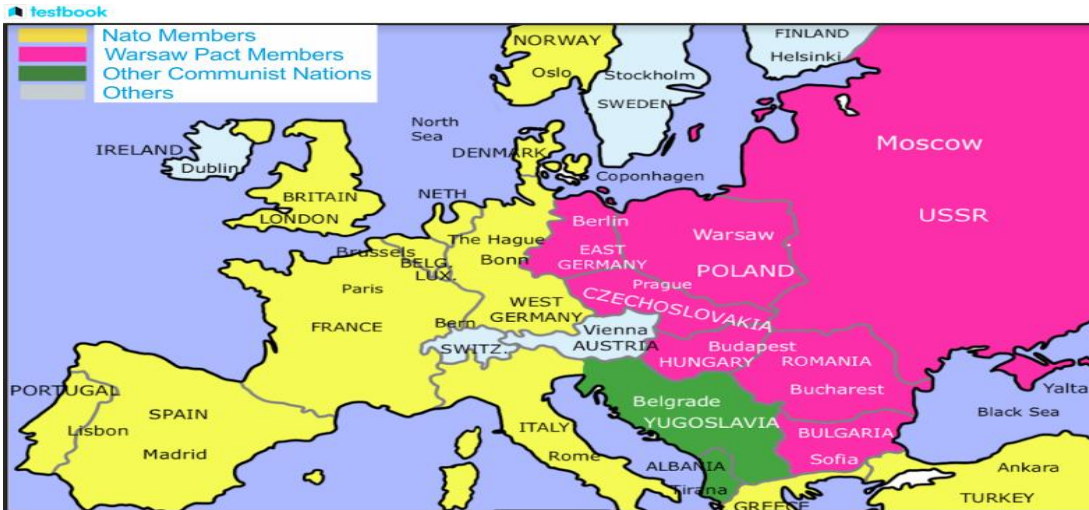 testbook
Nato Members
Warsaw Pact Members
Other Communist Nations
Others
NORWAY
Oslo
Stockholm
SWEDEN
FINLAND
Helsinki
North
Sea
IRELAND
Dublin
DENMARK
Coponhagen
Moscow
USSR
BRITAIN
LONDON
NETH
The Hague
Bonn
Berlin
EAST
GERMANY
Warsaw
POLAND
Brussels
BELG.
LUX.
Paris
FRANCE
WEST
GERMANY
Prague
CZECHOSLOVAKIA
Bern
SWITZ.
Vienna
AUSTRIA
Budapest
HUNGARY
ROMANIA
Bucharest
Yalta
Black Sea
PORTUGAL
Lisbon
SPAIN
Madrid
ITALY
Rome
Belgrade
YUGOSLAVIA
BULGARIA
Sofia
ALBANIA
Tirana
GREECE
Ankara
TURKEY